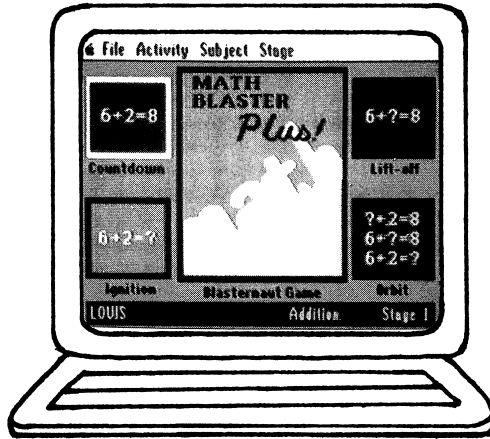 File Activity Subject Stage
MATH
BLASTER
Plus!
6+2=8
Countdown
6+2=?
Ignition
Blasternaut Game
6+?=8
Lift-off
?+2=8
6+?=8
6+2=?
Orbit
LOUIS Addition Stage 1